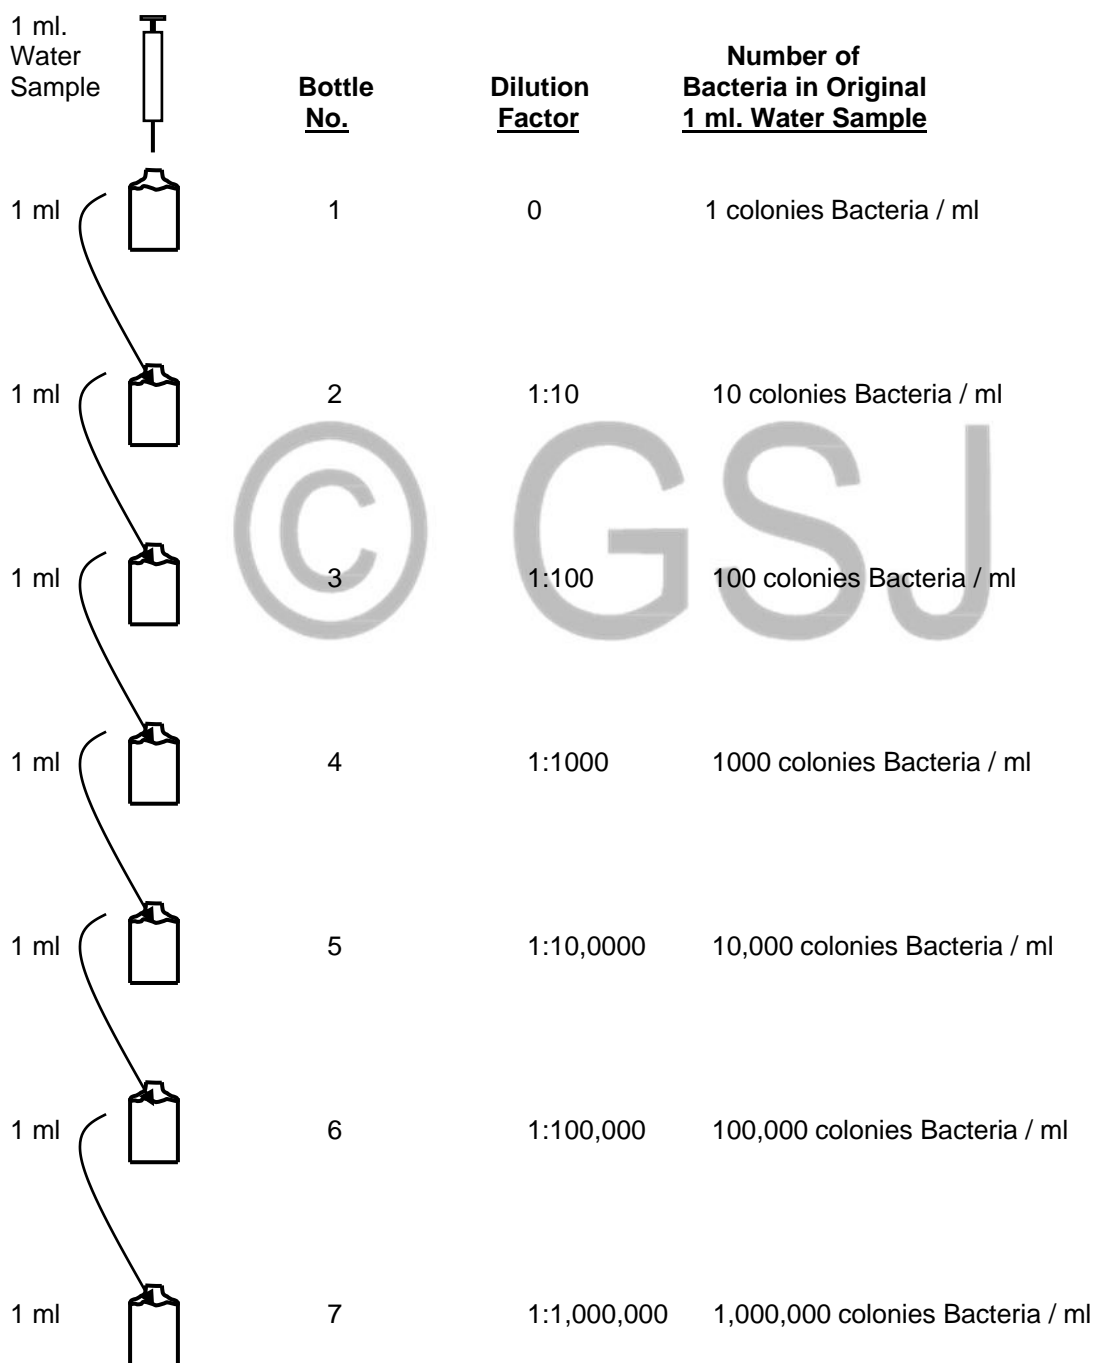 1 ml.
Water
Sample
Number of
Bottle Dilution Bacteria in Original
No. Factor 1 ml. Water Sample
1 ml 1 0 1 colonies Bacteria / ml
1 ml 2 1:10 10 colonies Bacteria / ml
© GSJ
1 ml 3 1:100 100 colonies Bacteria / ml
1 ml 4 1:1000 1000 colonies Bacteria / ml
1 ml 5 1:10,0000 10,000 colonies Bacteria / ml
1 ml 6 1:100,000 100,000 colonies Bacteria / ml
1 ml 7 1:1,000,000 1,000,000 colonies Bacteria / ml